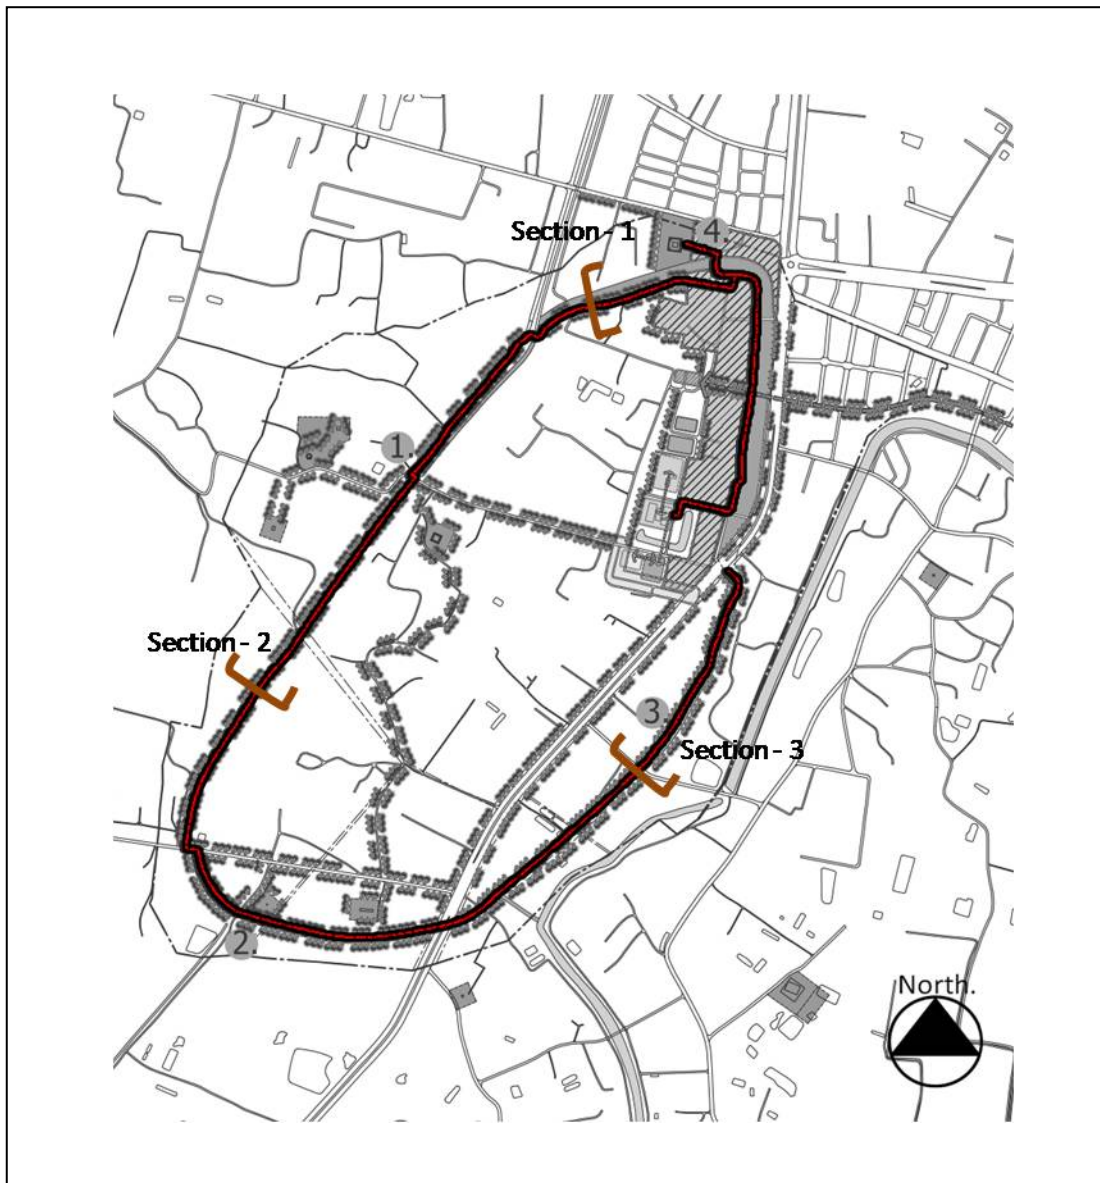 4.
Section - 1
1.
Section - 2
3.
Section - 3
2.
North.